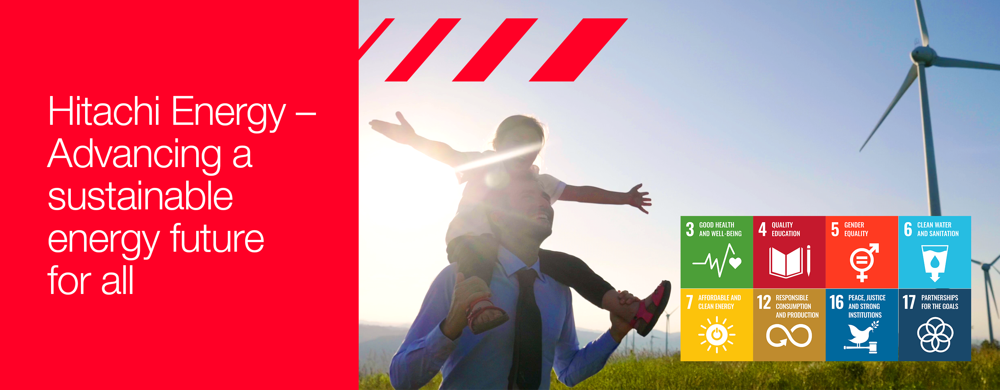 Hitachi Energy –
Advancing a
sustainable
energy future
for all
3 GOOD HEALTH
AND WELL-BEING
4 QUALITY
EDUCATION
5 GENDER
EQUALITY
6 CLEAN WATER
AND SANITATION
7 AFFORDABLE AND
CLEAN ENERGY
12 RESPONSIBLE
CONSUMPTION
AND PRODUCTION
16 PEACE, JUSTICE
AND STRONG
INSTITUTIONS
17 PARTNERSHIPS
FOR THE GOALS